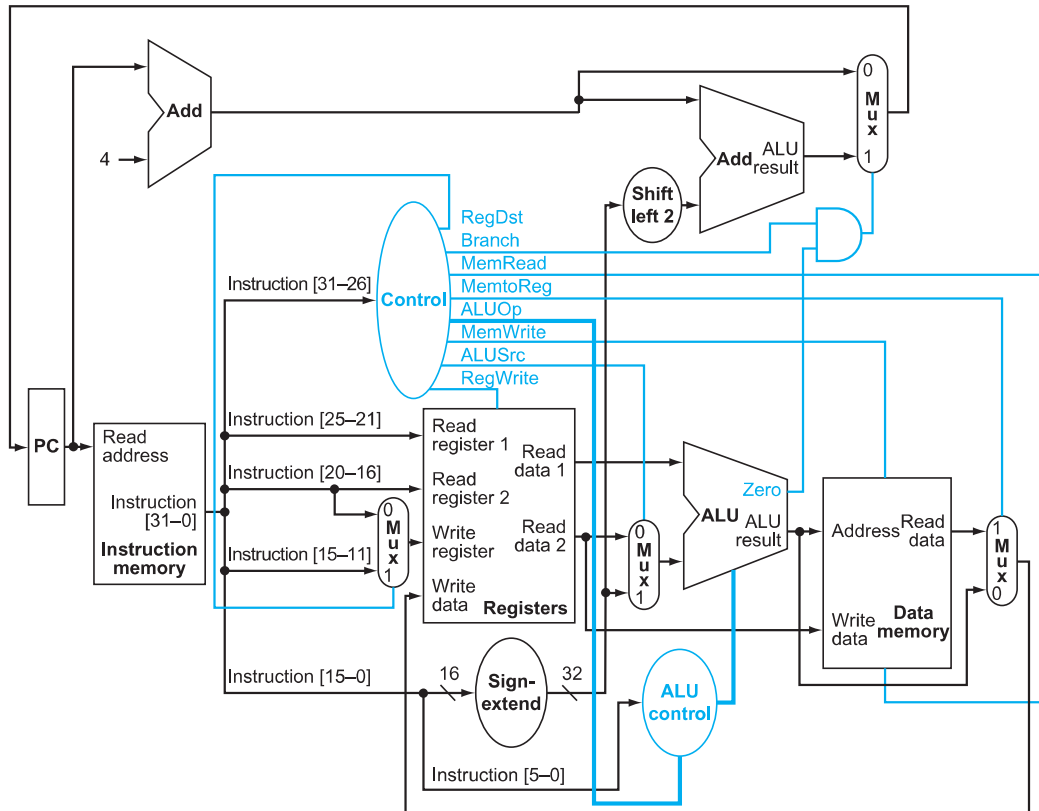 0
M
u
x
1
Add
4
Add
ALU
result
Shift
left 2
RegDst
Branch
MemRead
MemtoReg
ALUOp
MemWrite
ALUSrc
RegWrite
Instruction [31–26]
Control
PC
Read
address
Instruction
[31–0]
Instruction
memory
Instruction [25–21]
Instruction [20–16]
Instruction [15–11]
0
M
u
x
1
Read
register 1
Read
register 2
Write
register
Write
data
Read
data 1
Read
data 2
Registers
0
M
u
x
1
Zero
ALU
ALU
result
Address
Read
data
Write
data
Data
memory
1
M
u
x
0
Instruction [15–0]
16
Sign-
extend
32
ALU
control
Instruction [5–0]